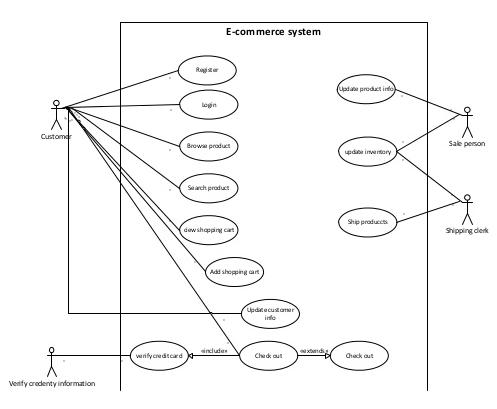 E-commerce system
Register
Update product info
Login
Customer
Sale person
Browse product
update inventory
Search product
Ship produccts
Shipping clerk
iew shopping cart
Add shopping cart
Update customer
info
«include»
«extends»
verify credit card
Check out
Check out
Verify credenty information